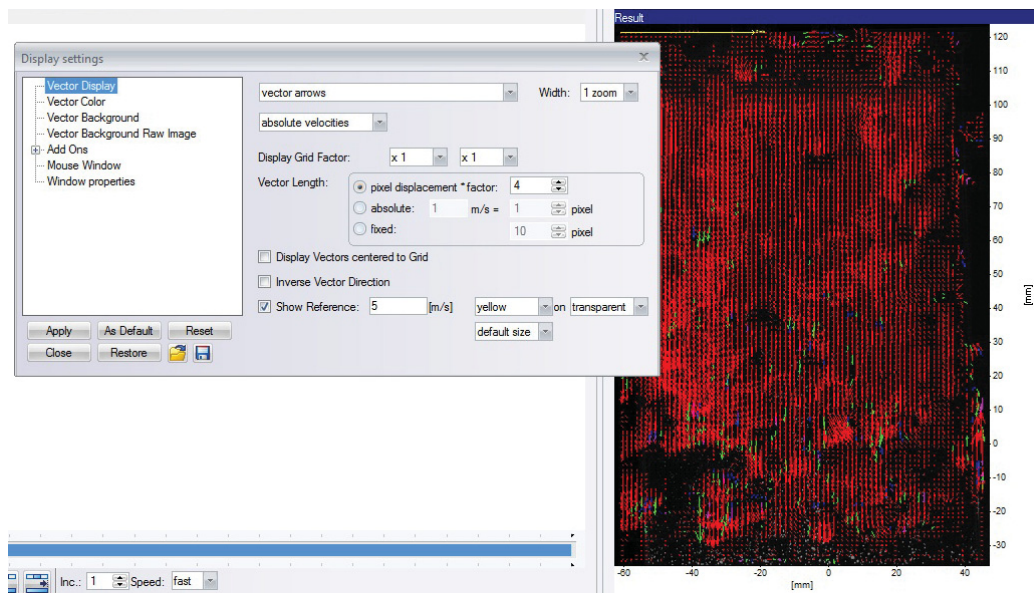 Result
Display settings
Vector Display
Vector Color
Vector Background
Vector Background Raw Image
Add Ons
Mouse Window
Window properties
Apply As Default Reset
Close Restore
vector arrows Width: 1 zoom
absolute velocities
Display Grid Factor: x 1 x 1
Vector Length: pixel displacement * factor: 4
absolute: 1 m/s = 1 pixel
fixed: 10 pixel
Display Vectors centered to Grid
Inverse Vector Direction
Show Reference: 5 [m/s] yellow on transparent
default size
Inc.: 1 Speed: fast
120
110
100
90
80
70
60
50
40
30
20
10
0
-10
-20
-30
[mm]
-60 -40 -20 0 20 40
[mm]